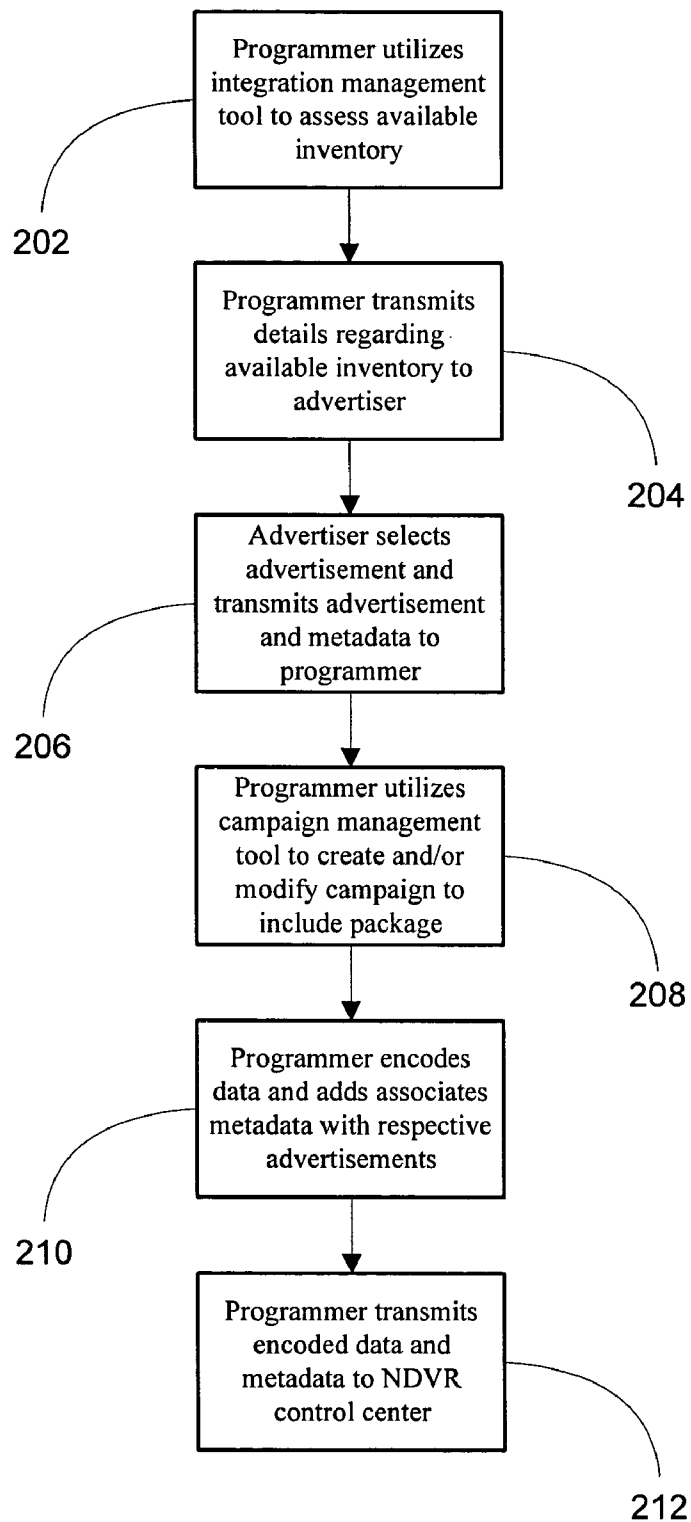 Programmer utilizes
integration management
tool to assess available
inventory
202
Programmer transmits
details regarding
available inventory to
advertiser
204
Advertiser selects
advertisement and
transmits advertisement
and metadata to
programmer
206
Programmer utilizes
campaign management
tool to create and/or
modify campaign to
include package
208
Programmer encodes
data and adds associates
metadata with respective
advertisements
210
Programmer transmits
encoded data and
metadata to NDVR
control center
212